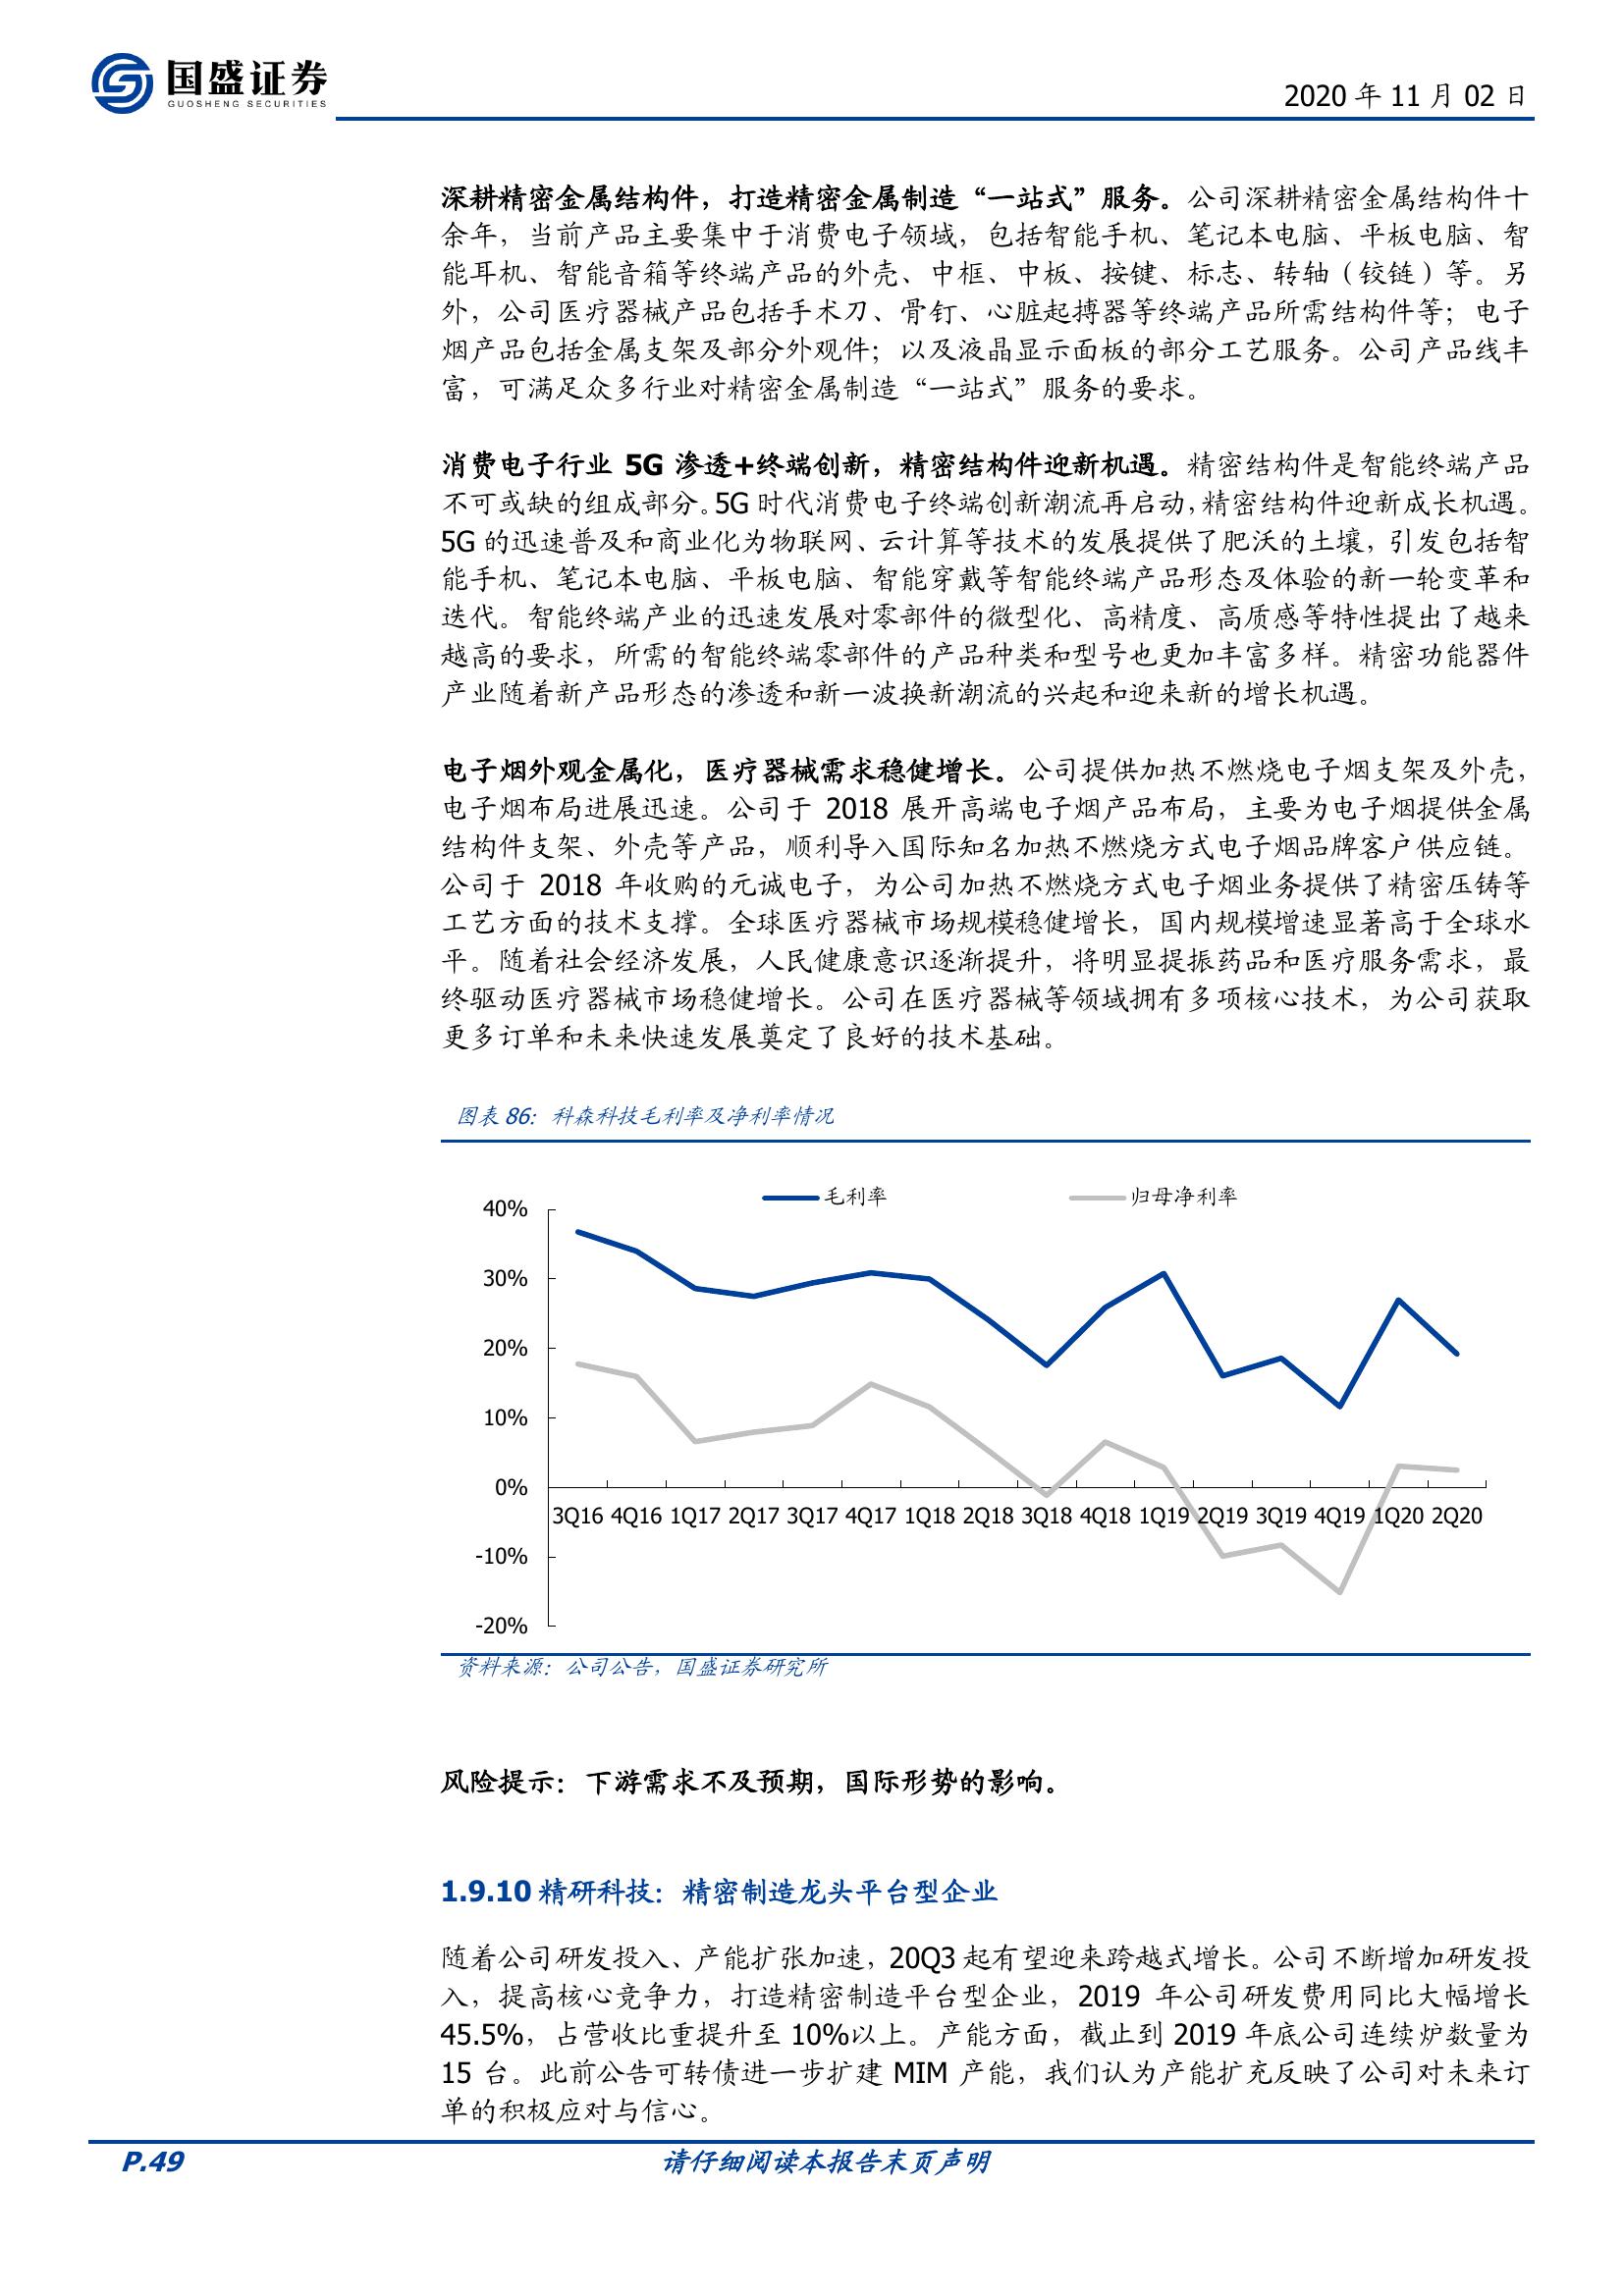 国盛证券
GUOSHENG SECURITIES
2020 年 11 月 02 日
深耕精密金属结构件，打造精密金属制造“一站式”服务。公司深耕精密金属结构件十
余年，当前产品主要集中于消费电子领域，包括智能手机、笔记本电脑、平板电脑、智
能耳机、智能音箱等终端产品的外壳、中框、中板、按键、标志、转轴（铰链）等。另
外，公司医疗器械产品包括手术刀、骨钉、心脏起搏器等终端产品所需结构件等；电子
烟产品包括金属支架及部分外观件；以及液晶显示面板的部分工艺服务。公司产品线丰
富，可满足众多行业对精密金属制造“一站式”服务的要求。
消费电子行业 5G 渗透+终端创新，精密结构件迎新机遇。精密结构件是智能终端产品
不可或缺的组成部分。5G 时代消费电子终端创新潮流再启动，精密结构件迎新成长机遇。
5G 的迅速普及和商业化为物联网、云计算等技术的发展提供了肥沃的土壤，引发包括智
能手机、笔记本电脑、平板电脑、智能穿戴等智能终端产品形态及体验的新一轮变革和
迭代。智能终端产业的迅速发展对零部件的微型化、高精度、高质感等特性提出了越来
越高的要求，所需的智能终端零部件的产品种类和型号也更加丰富多样。精密功能器件
产业随着新产品形态的渗透和新一波换新潮流的兴起和迎来新的增长机遇。
电子烟外观金属化，医疗器械需求稳健增长。公司提供加热不燃烧电子烟支架及外壳，
电子烟布局进展迅速。公司于 2018 展开高端电子烟产品布局，主要为电子烟提供金属
结构件支架、外壳等产品，顺利导入国际知名加热不燃烧方式电子烟品牌客户供应链。
公司于 2018 年收购的元诚电子，为公司加热不燃烧方式电子烟业务提供了精密压铸等
工艺方面的技术支撑。全球医疗器械市场规模稳健增长，国内规模增速显著高于全球水
平。随着社会经济发展，人民健康意识逐渐提升，将明显提振药品和医疗服务需求，最
终驱动医疗器械市场稳健增长。公司在医疗器械等领域拥有多项核心技术，为公司获取
更多订单和未来快速发展奠定了良好的技术基础。
图表 86：科森科技毛利率及净利率情况
毛利率 归母净利率
40%
30%
20%
10%
0%
3Q16 4Q16 1Q17 2Q17 3Q17 4Q17 1Q18 2Q18 3Q18 4Q18 1Q19 2Q19 3Q19 4Q19 1Q20 2Q20
-10%
-20%
资料来源：公司公告，国盛证券研究所
风险提示：下游需求不及预期，国际形势的影响。
1.9.10 精研科技：精密制造龙头平台型企业
随着公司研发投入、产能扩张加速，20Q3 起有望迎来跨越式增长。公司不断增加研发投
入，提高核心竞争力，打造精密制造平台型企业，2019 年公司研发费用同比大幅增长
45.5%，占营收比重提升至 10%以上。产能方面，截止到 2019 年底公司连续炉数量为
15 台。此前公告可转债进一步扩建 MIM 产能，我们认为产能扩充反映了公司对未来订
单的积极应对与信心。
P.49
请仔细阅读本报告末页声明